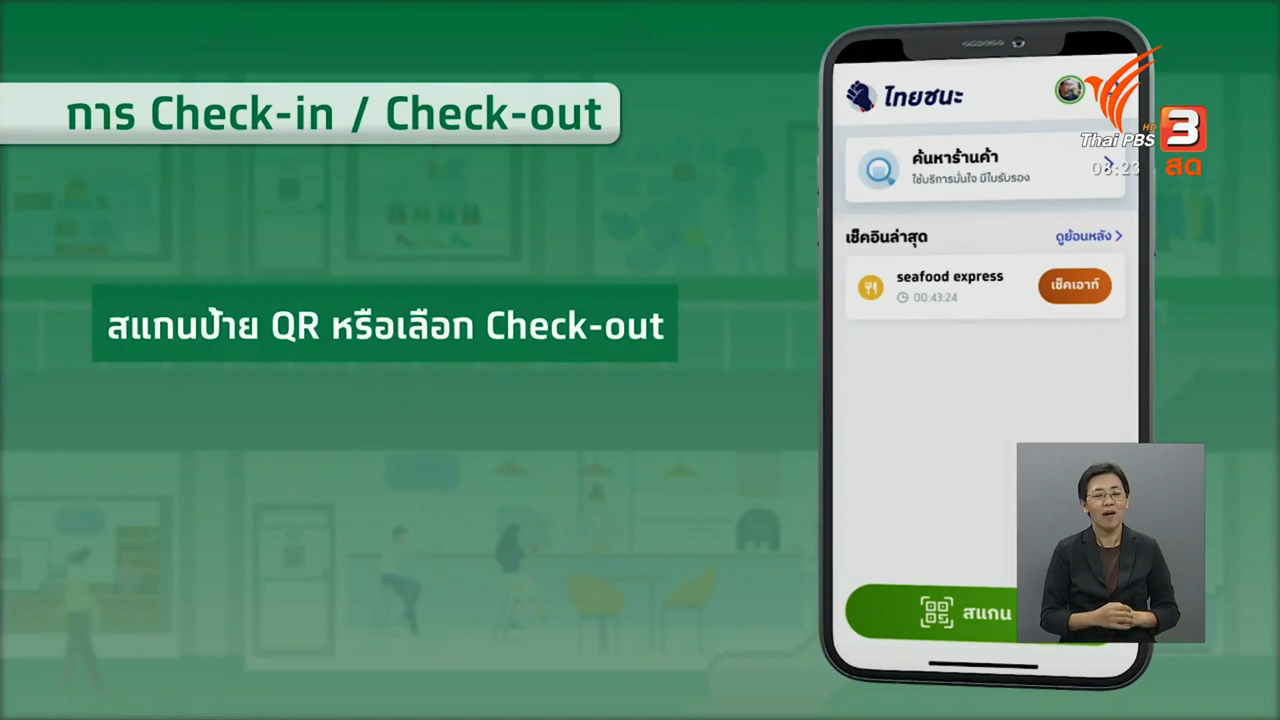 การ Check-in / Check-out
สแกนป้าย QR หรือเลือก Check-out
ไทยชนะ
ค้นหาร้านค้า
ใช้บริการมั่นใจ มีใบรับรอง
เช็คอินล่าสุด
ดูย้อนหลัง
seafood express
00:43:24
เช็คเอาท์
สแกน
Thai PBS
HD
3
สด
08:23